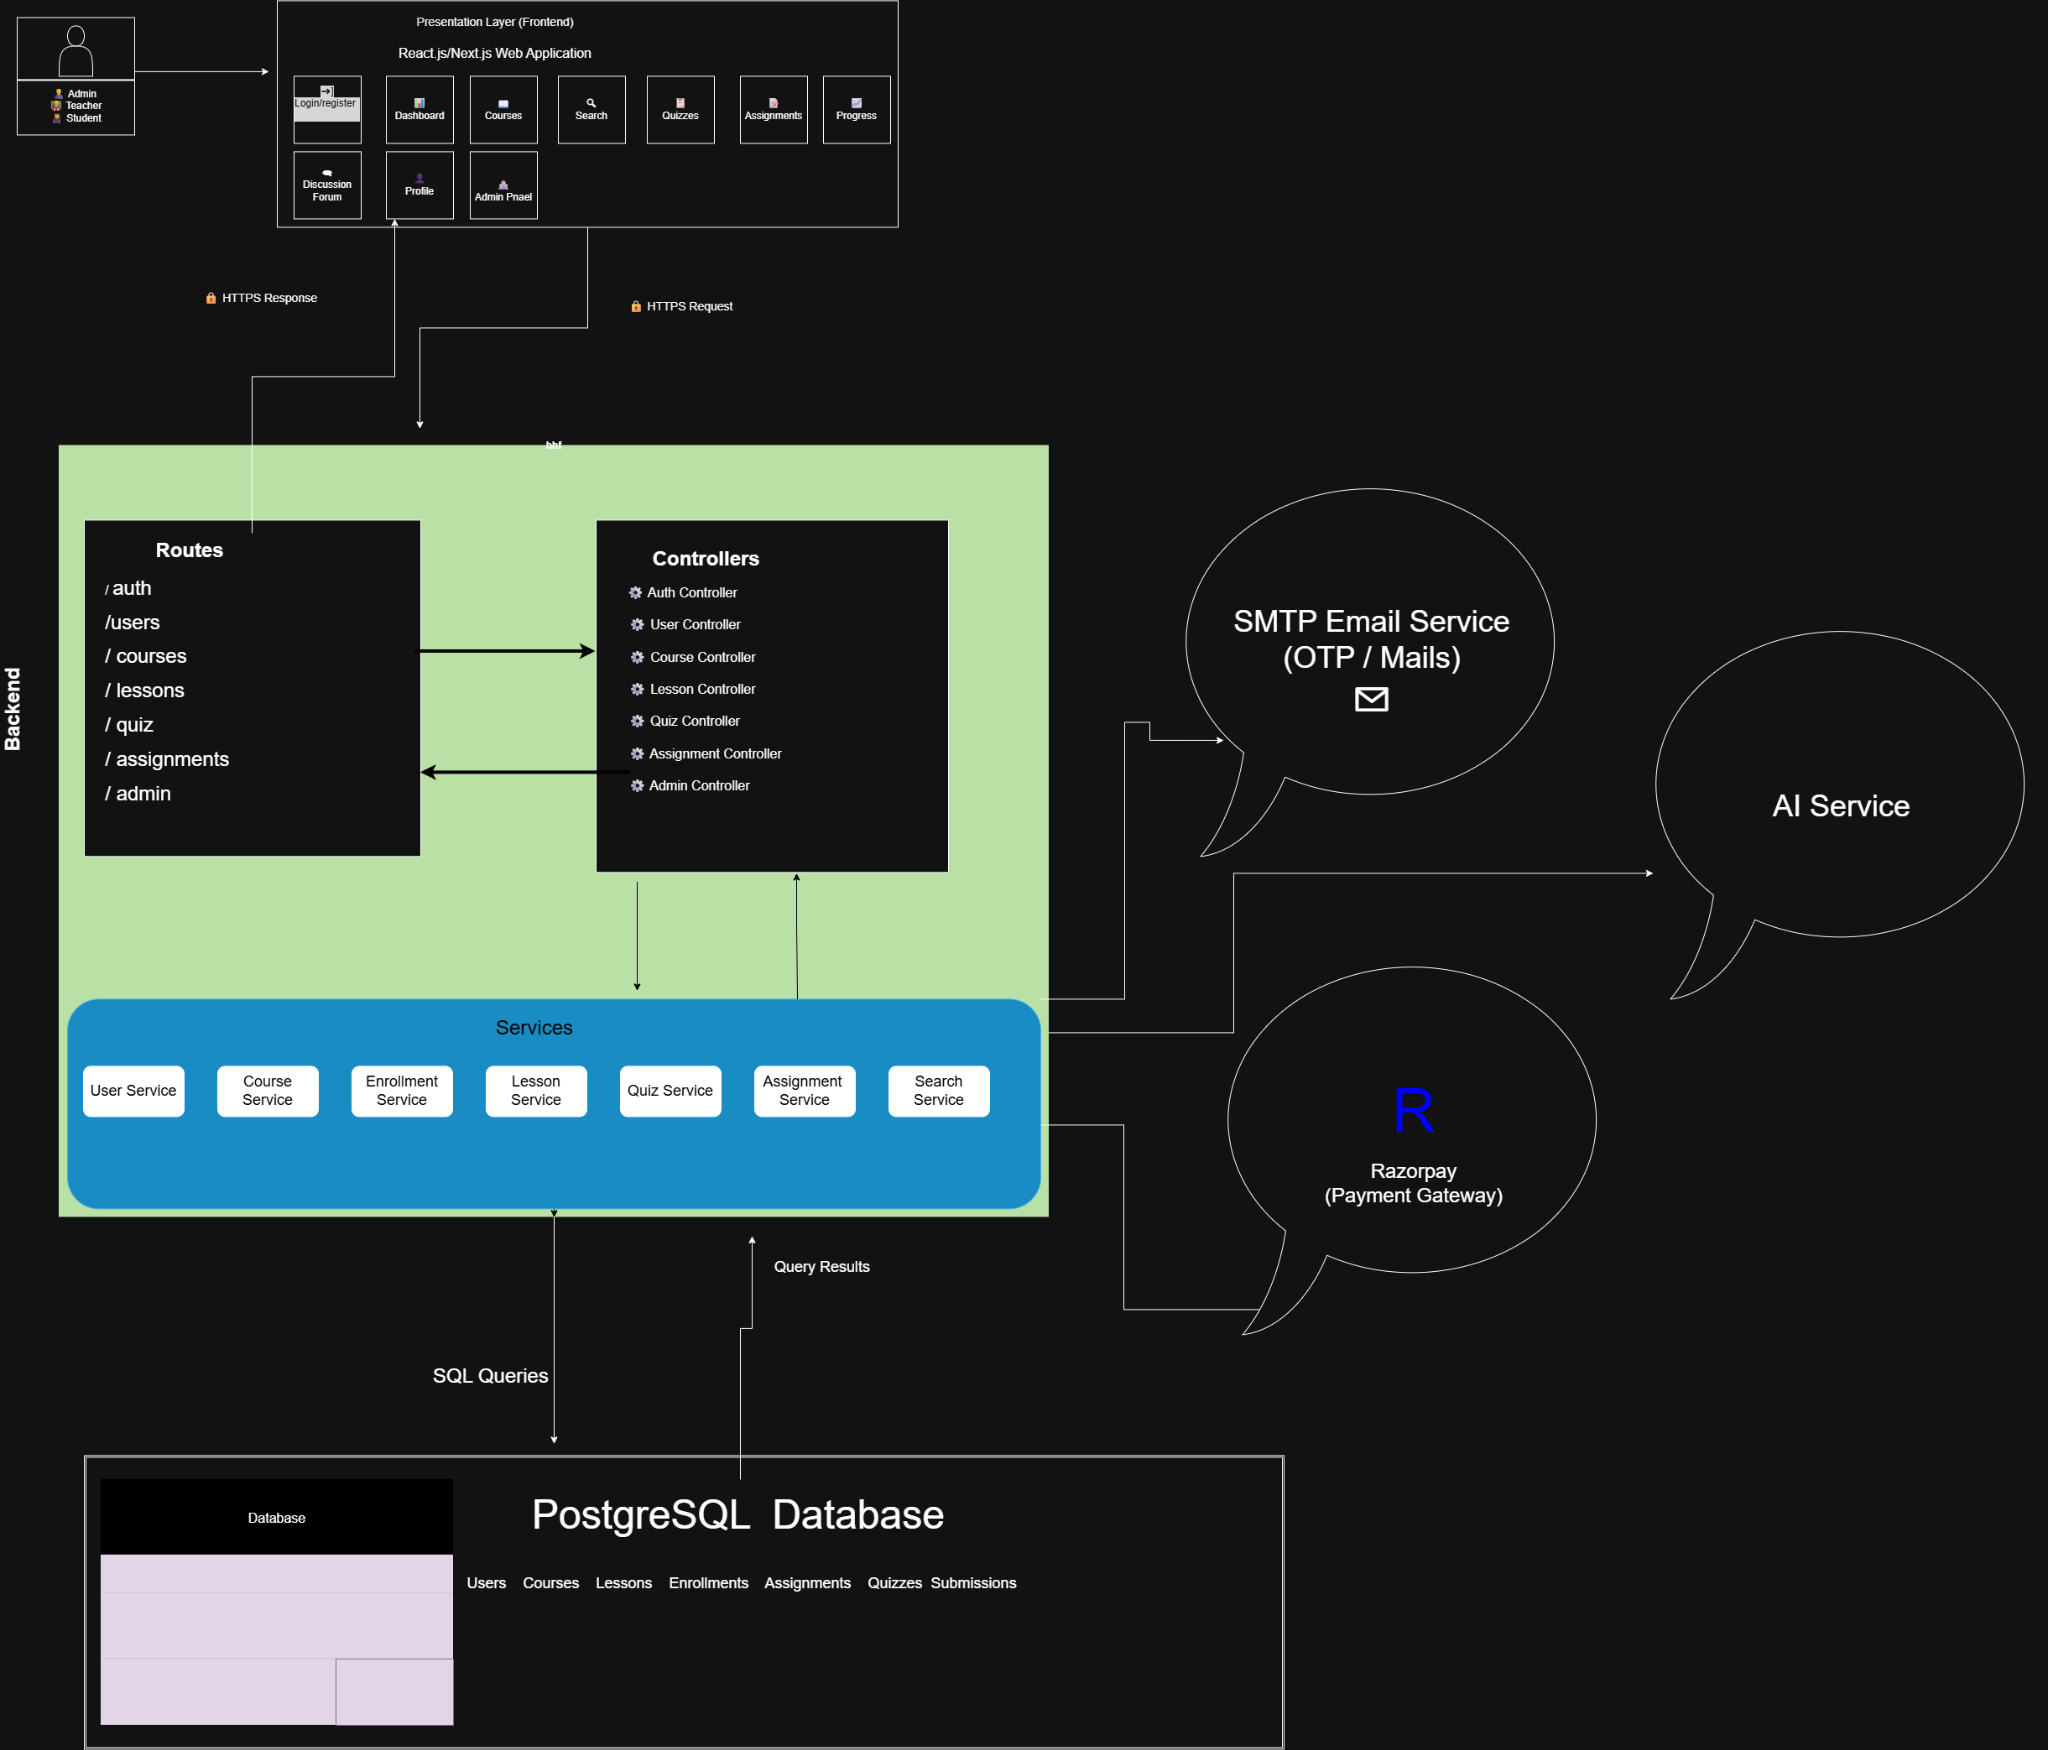 Presentation Layer (Frontend)
React.js/Next.js Web Application
Admin
Teacher
Student
Login/register
Dashboard
Courses
Search
Quizzes
Assignments
Progress
Discussion
Forum
Profile
Admin Pnael
HTTPS Response
HTTPS Request
hhf
Backend
Routes
/ auth
/users
/ courses
/ lessons
/ quiz
/ assignments
/ admin
Controllers
Auth Controller
User Controller
Course Controller
Lesson Controller
Quiz Controller
Assignment Controller
Admin Controller
SMTP Email Service
(OTP / Mails)
AI Service
Services
User Service
Course
Service
Enrollment
Service
Lesson
Service
Quiz Service
Assignment
Service
Search
Service
R
Razorpay
(Payment Gateway)
Query Results
SQL Queries
Database
PostgreSQL Database
Users Courses Lessons Enrollments Assignments Quizzes Submissions